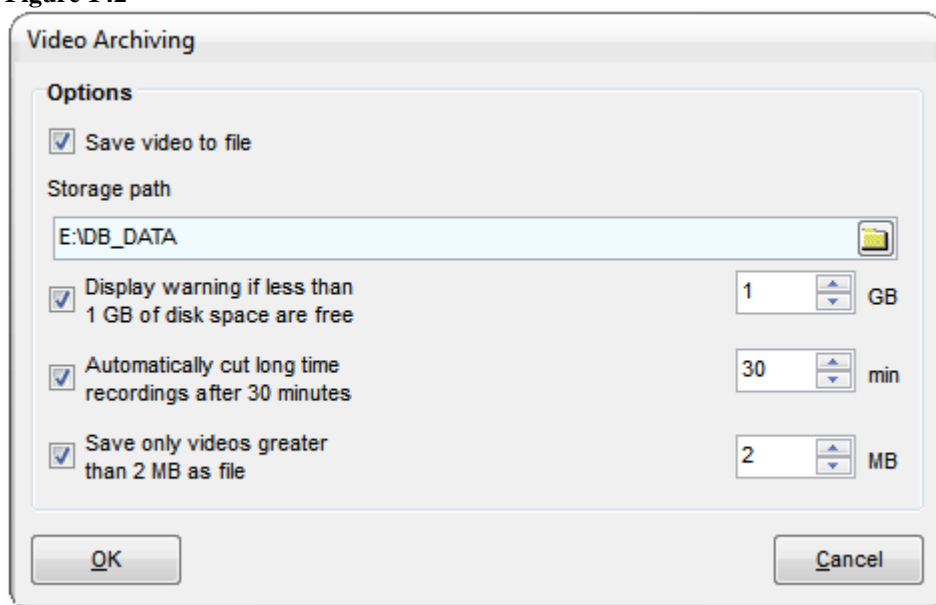 Video Archiving
Options
Save video to file
Storage path
E:\DB_DATA
Display warning if less than
1 GB of disk space are free
1 GB
Automatically cut long time
recordings after 30 minutes
30 min
Save only videos greater
than 2 MB as file
2 MB
OK
Cancel